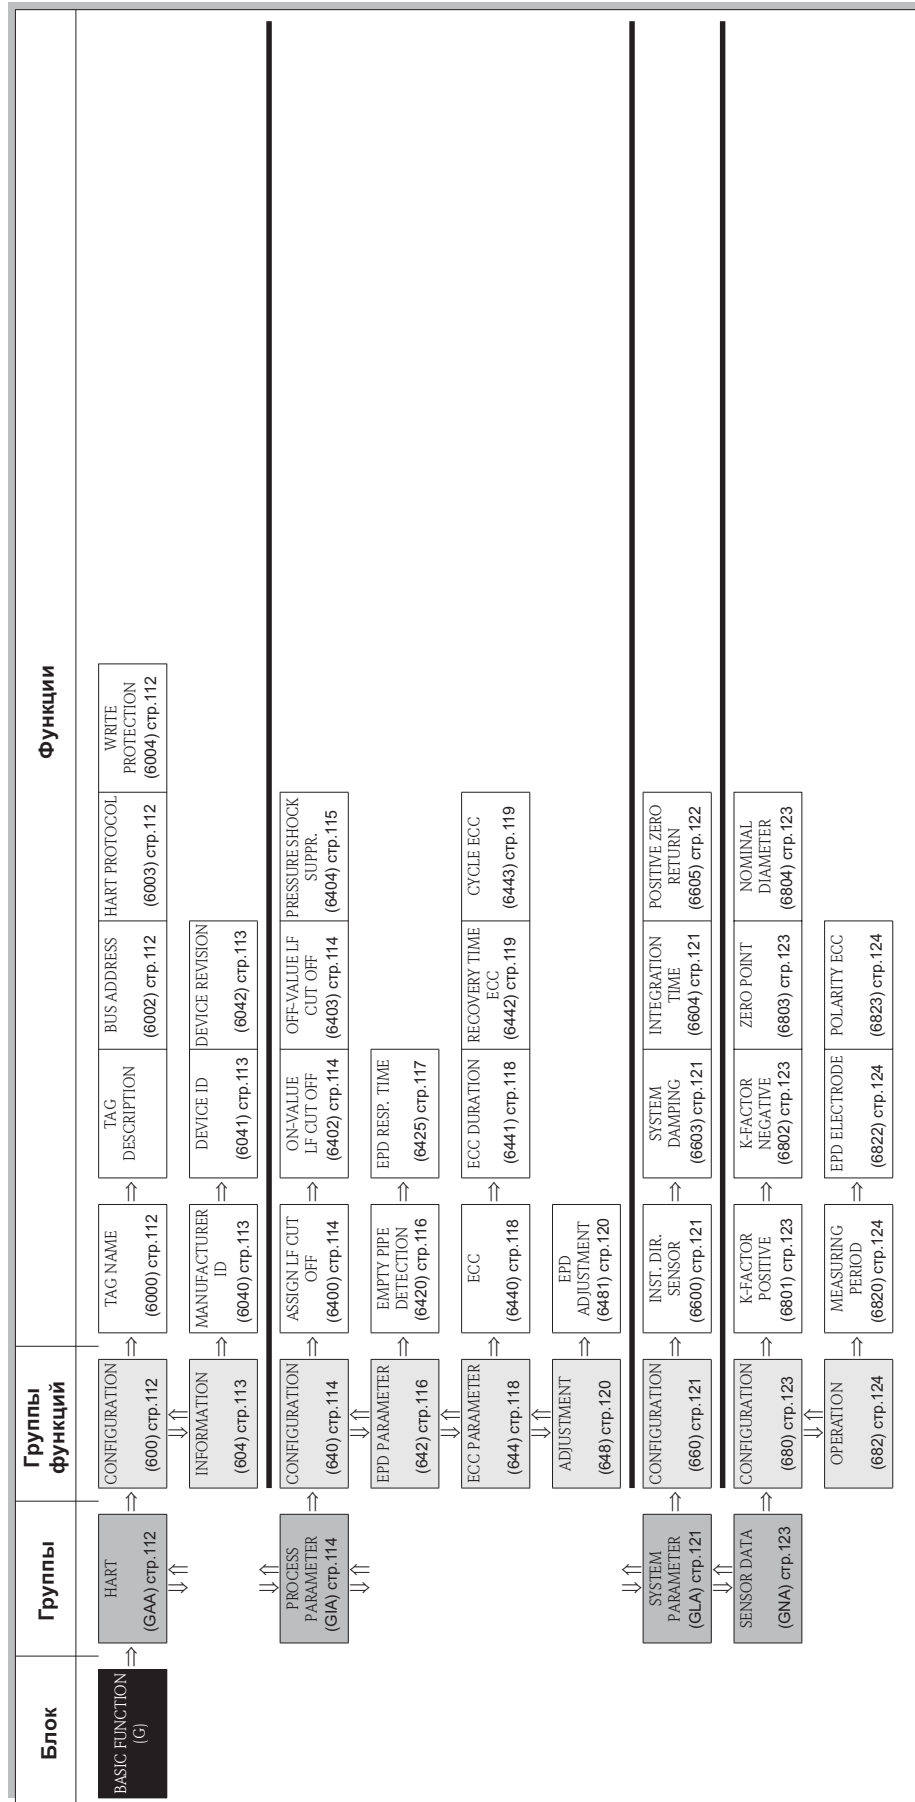 Блок
Группы
Группы
функций
Функции
BASIC FUNCTION
(G)
HART
(GAA) стр.112
CONFIGURATION
(600) стр.112
TAG NAME
(6000) стр.112
TAG
DESCRIPTION
BUS ADDRESS
(6002) стр.112
HART PROTOCOL
(6003) стр.112
WRITE
PROTECTION
(6004) стр.112
INFORMATION
(604) стр.113
MANUFACTURER
ID
(6040) стр.113
DEVICE ID
(6041) стр.113
DEVICE REVISION
(6042) стр.113
PROCESS
PARAMETER
(GIA) стр.114
CONFIGURATION
(640) стр.114
ASSIGN LF CUT
OFF
(6400) стр.114
ON-VALUE
LF CUT OFF
(6402) стр.114
OFF-VALUE LF
CUT OFF
(6403) стр.114
PRESSURE SHOCK
SUPPR.
(6404) стр.115
EPD PARAMETER
(642) стр.116
EMPTY PIPE
DETECTION
(6420) стр.116
EPD RESP. TIME
(6425) стр.117
ECC PARAMETER
(644) стр.118
ECC
(6440) стр.118
ECC DURATION
(6441) стр.118
RECOVERY TIME
ECC
(6442) стр.119
CYCLE ECC
(6443) стр.119
ADJUSTMENT
(648) стр.120
EPD
ADJUSTMENT
(6481) стр.120
SYSTEM
PARAMETER
(GLA) стр.121
CONFIGURATION
(660) стр.121
INST. DIR.
SENSOR
(6600) стр.121
SYSTEM
DAMPING
(6603) стр.121
INTEGRATION
TIME
(6604) стр.121
POSITIVE ZERO
RETURN
(6605) стр.122
SENSOR DATA
(GNA) стр.123
CONFIGURATION
(680) стр.123
K-FACTOR
POSITIVE
(6801) стр.123
K-FACTOR
NEGATIVE
(6802) стр.123
ZERO POINT
(6803) стр.123
NOMINAL
DIAMETER
(6804) стр.123
OPERATION
(682) стр.124
MEASURING
PERIOD
(6820) стр.124
EPD ELECTRODE
(6822) стр.124
POLARITY ECC
(6823) стр.124